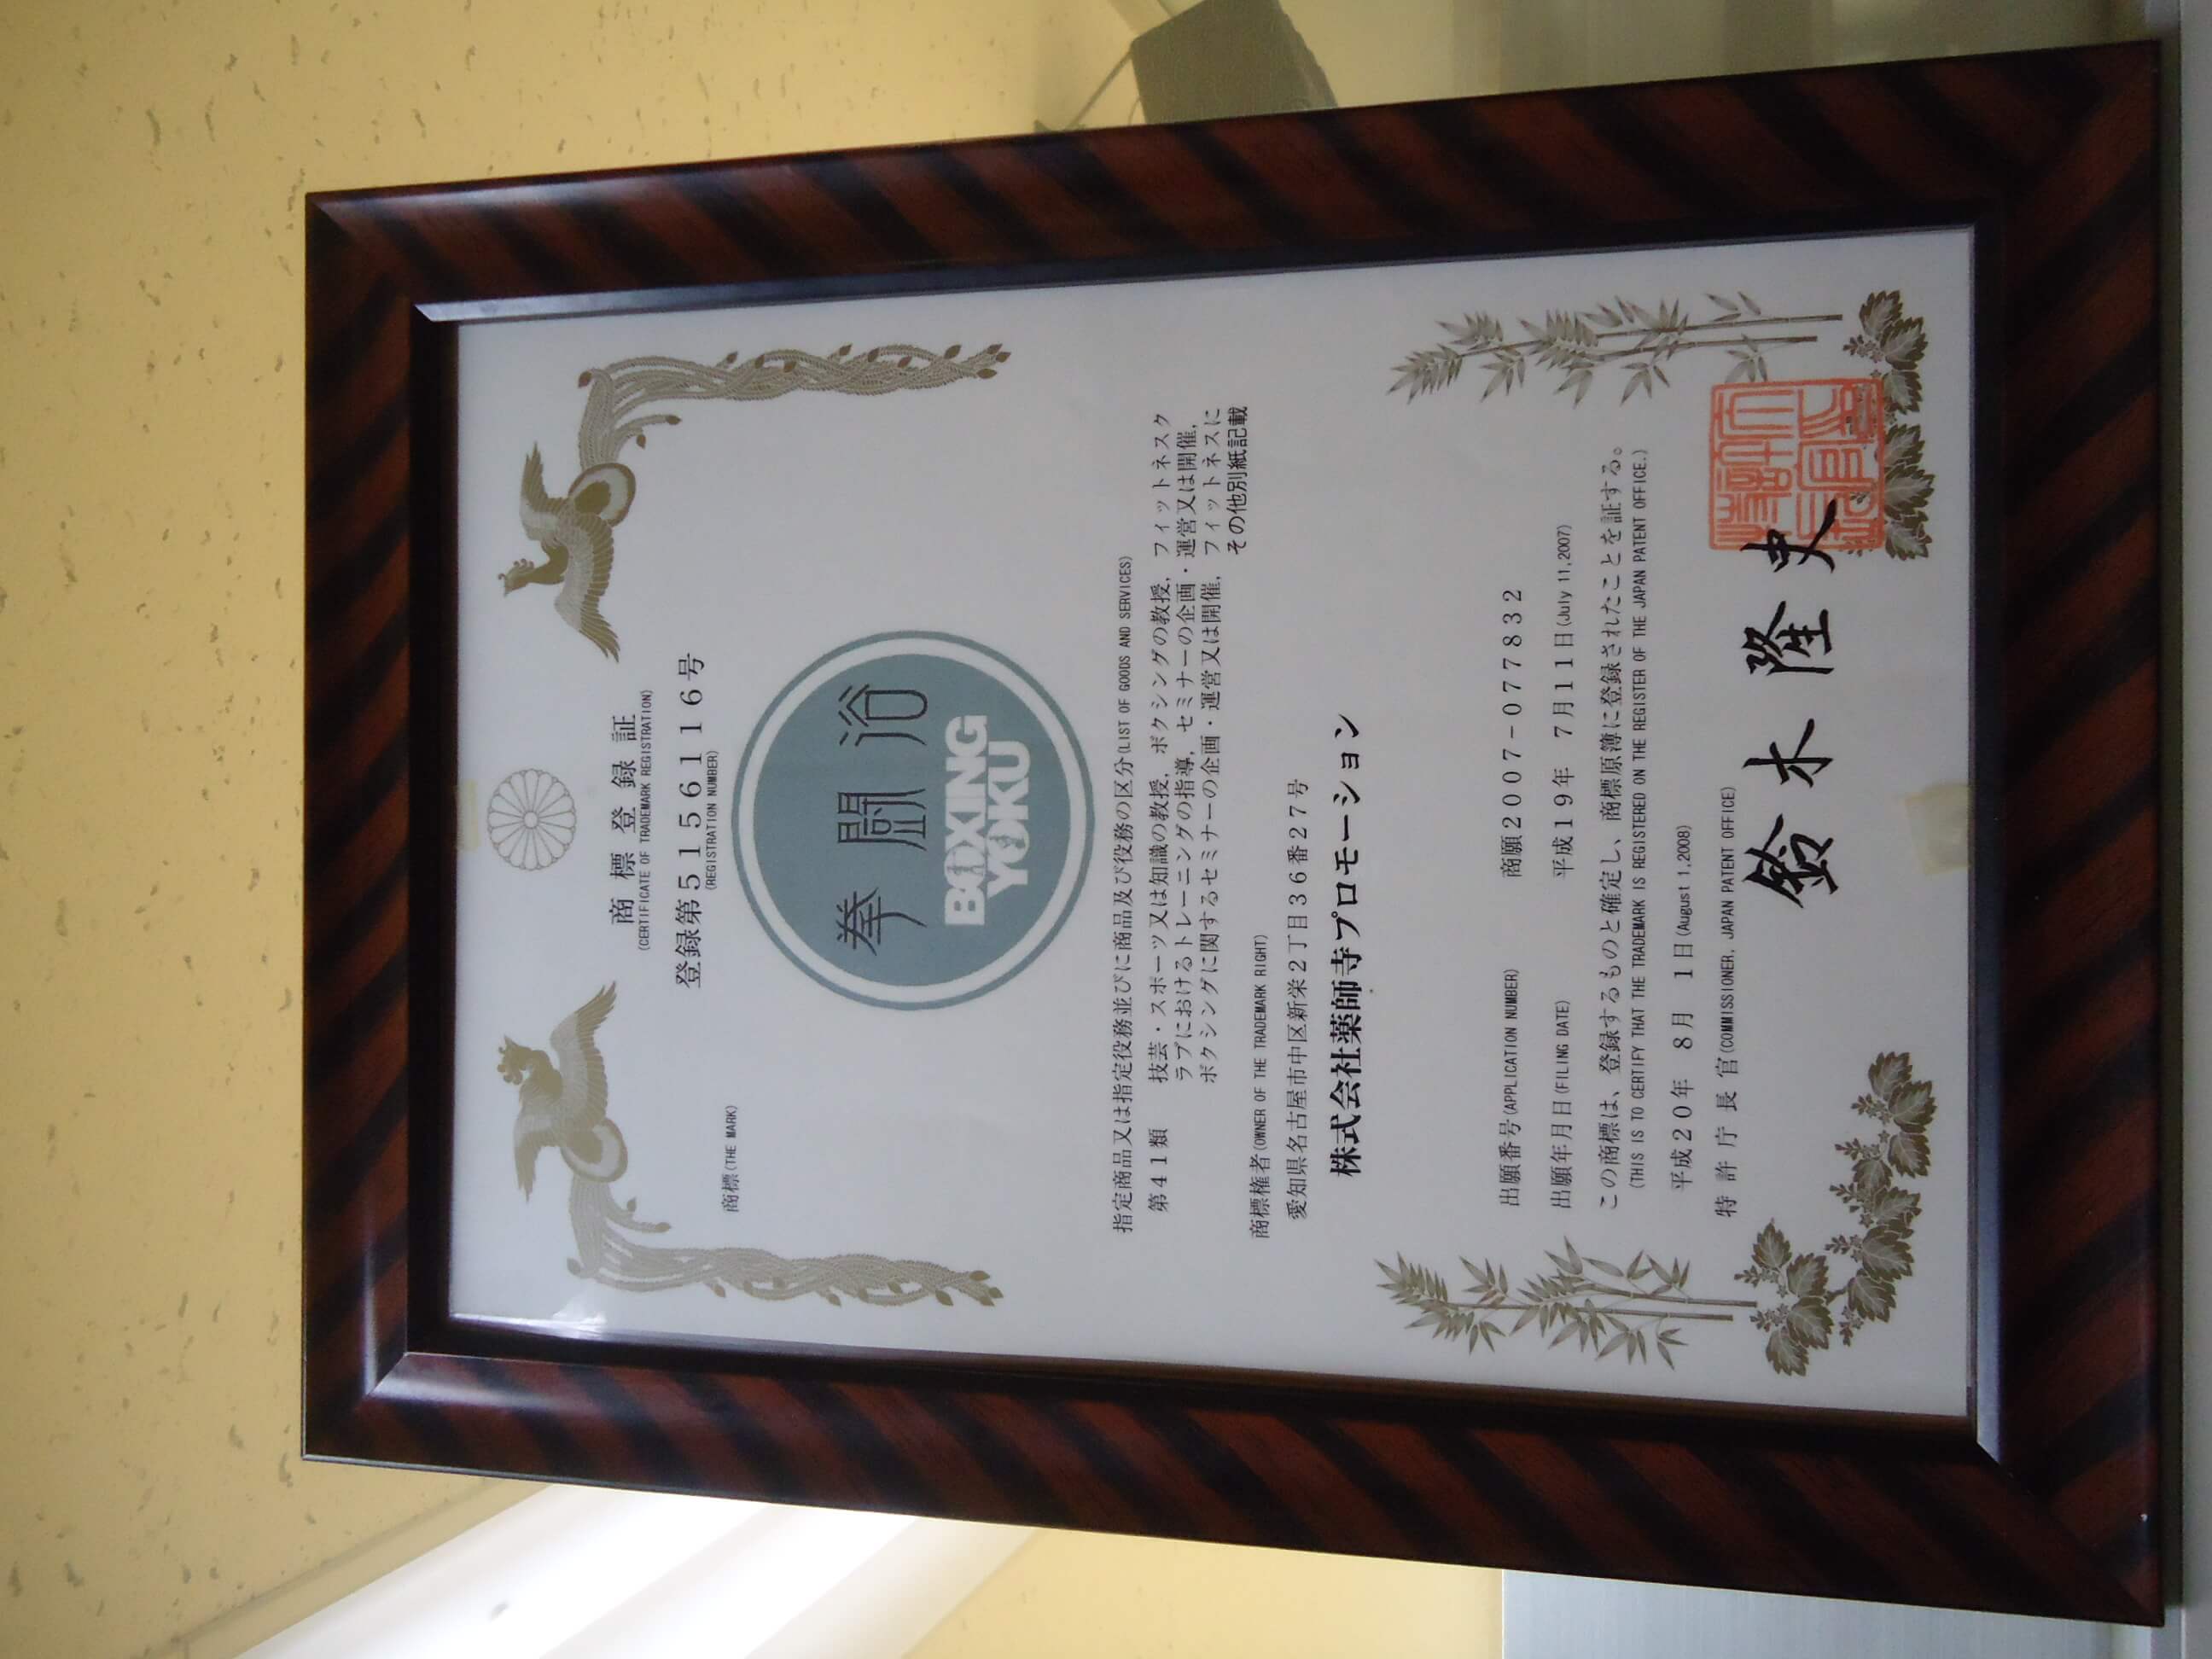 商標登録証
(CERTIFICATE OF TRADEMARK REGISTRATION)
登録第5156116号
(REGISTRATION NUMBER)
商標(THE MARK)
拳闘浴
BOXING
YOKU
指定商品又は指定役務並びに商品及び役務の区分(LIST OF GOODS AND SERVICES)
第41類 技芸・スポーツ又は知識の教授，ボクシングの教授，フィットネスク
ラブにおけるトレーニングの指導，セミナーの企画・運営又は開催，
ボクシングに関するセミナーの企画・運営又は開催，フィットネスに
その他別紙記載
商標権者(OWNER OF THE TRADEMARK RIGHT)
愛知県名古屋市中区新栄2丁目36番27号
株式会社薬師寺プロモーション
出願番号(APPLICATION NUMBER) 商願2007-077832
出願年月日(FILING DATE) 平成19年 7月11日(July 11,2007)
この商標は、登録するものと確定し、商標原簿に登録されたことを証する。
(THIS IS TO CERTIFY THAT THE TRADEMARK IS REGISTERED ON THE REGISTER OF THE JAPAN PATENT OFFICE.)
平成20年 8月 1日(August 1,2008)
特許庁長官(COMMISSIONER, JAPAN PATENT OFFICE)
鈴木隆史